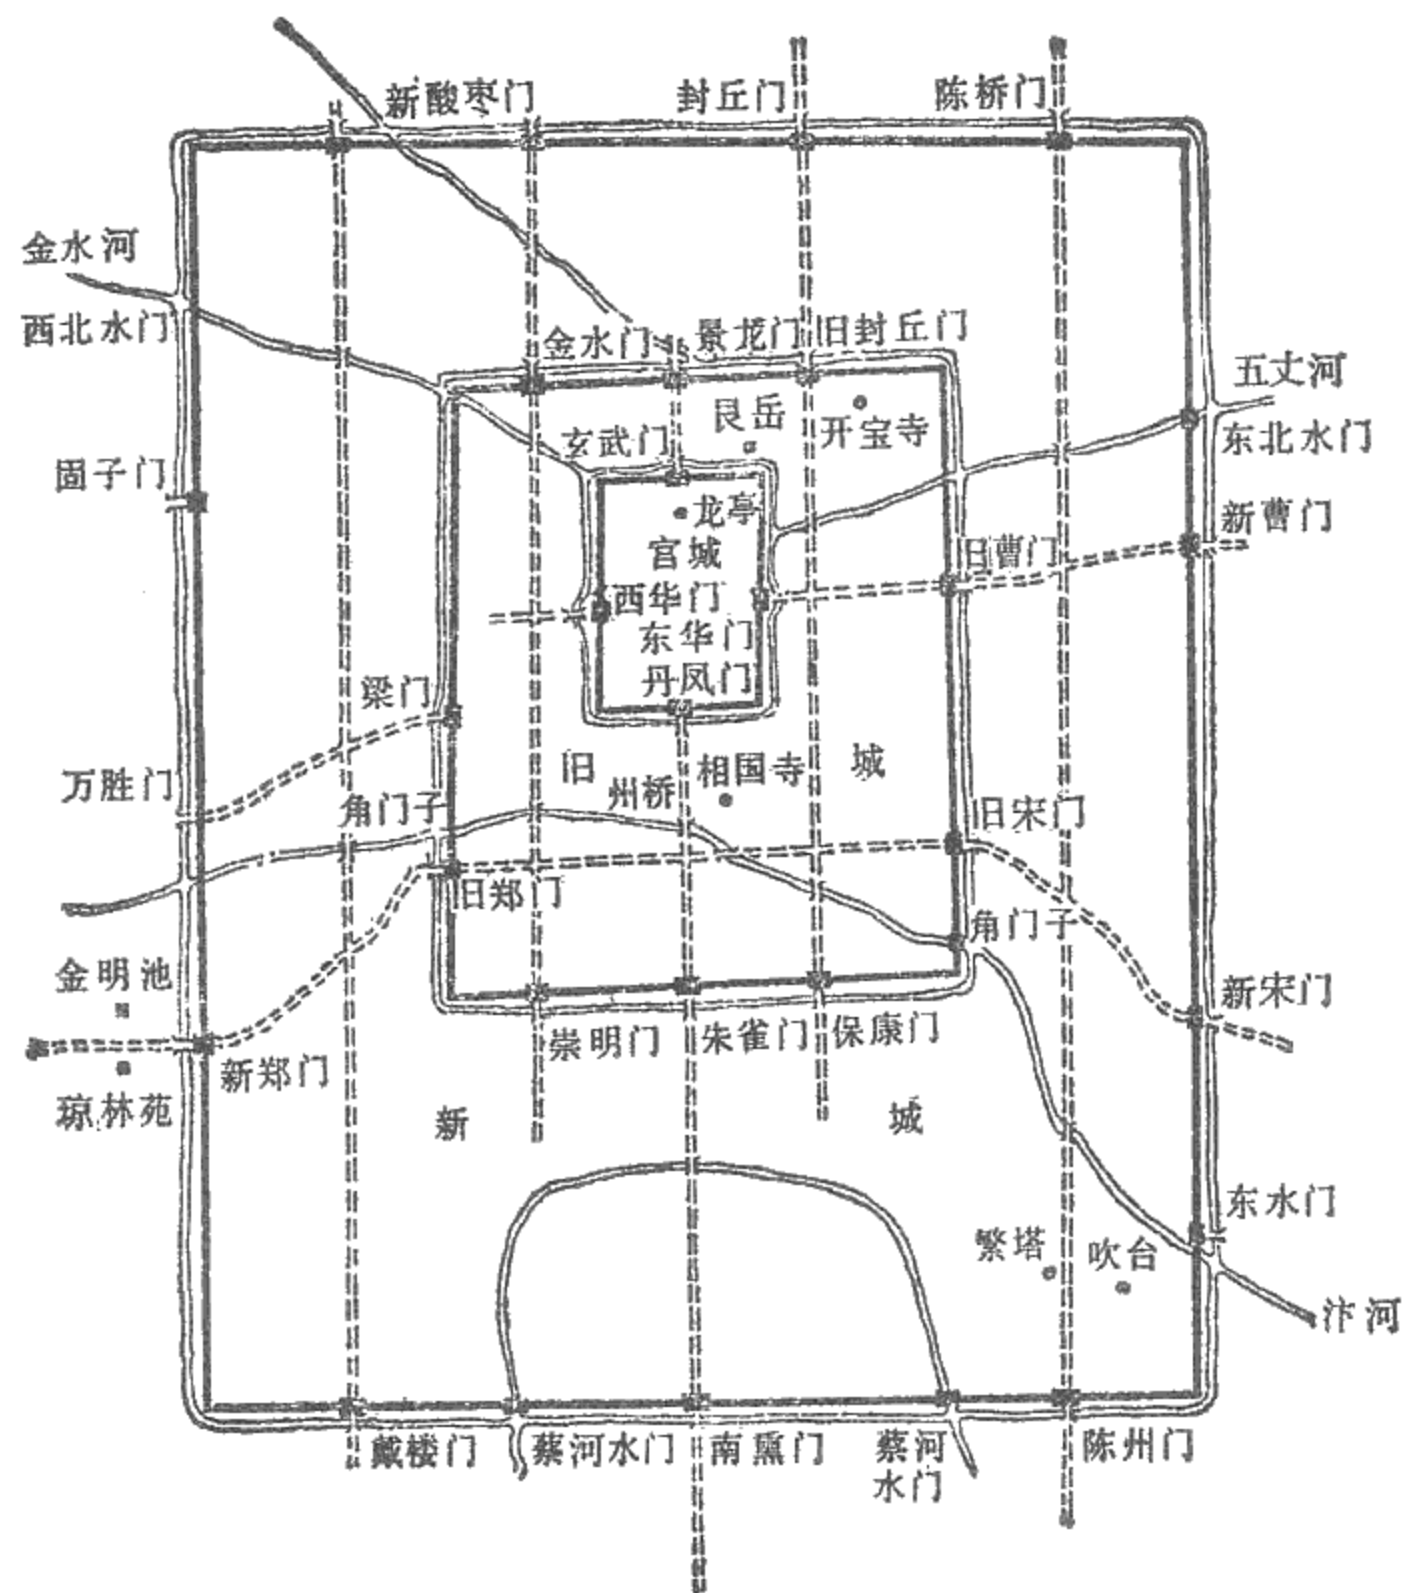 新酸枣门
封丘门
陈桥门
金水河
西北水门
金水门
景龙门
旧封丘门
五丈河
艮岳
开宝寺
玄武门
东北水门
固子门
龙亭
新曹门
宫城
旧曹门
西华门
东华门
丹凤门
梁门
旧
城
相国寺
万胜门
州桥
角门子
旧宋门
旧郑门
角门子
金明池
新宋门
崇明门
朱雀门
保康门
新郑门
琼林苑
新
城
东水门
繁塔
吹台
汴河
戴楼门
蔡河水门
南熏门
蔡河
水门
陈州门